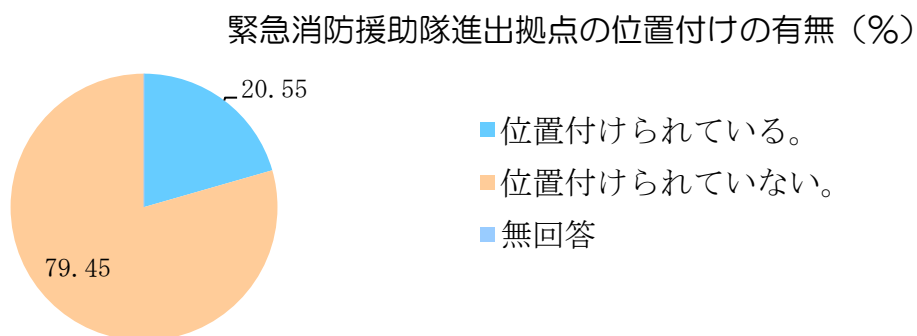 緊急消防援助隊進出拠点の位置付けの有無（％）
20.55
79.45
位置付けられている。
位置付けられていない。
無回答